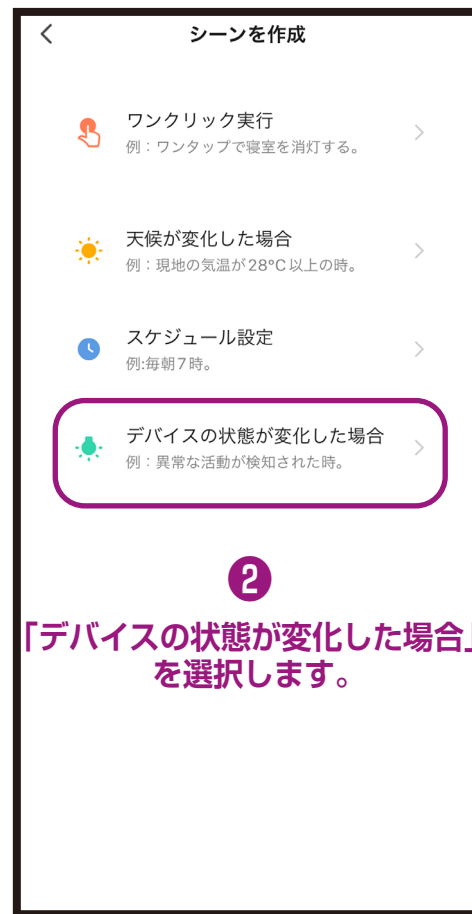 シーンを作成
ワンクリック実行
例：ワンタップで寝室を消灯する。
天候が変化した場合
例：現地の気温が28°C以上の時。
スケジュール設定
例:毎朝7時。
デバイスの状態が変化した場合
例：異常な活動が検知された時。
❷
「デバイスの状態が変化した場合」
を選択します。